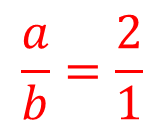 a/b = 2/1